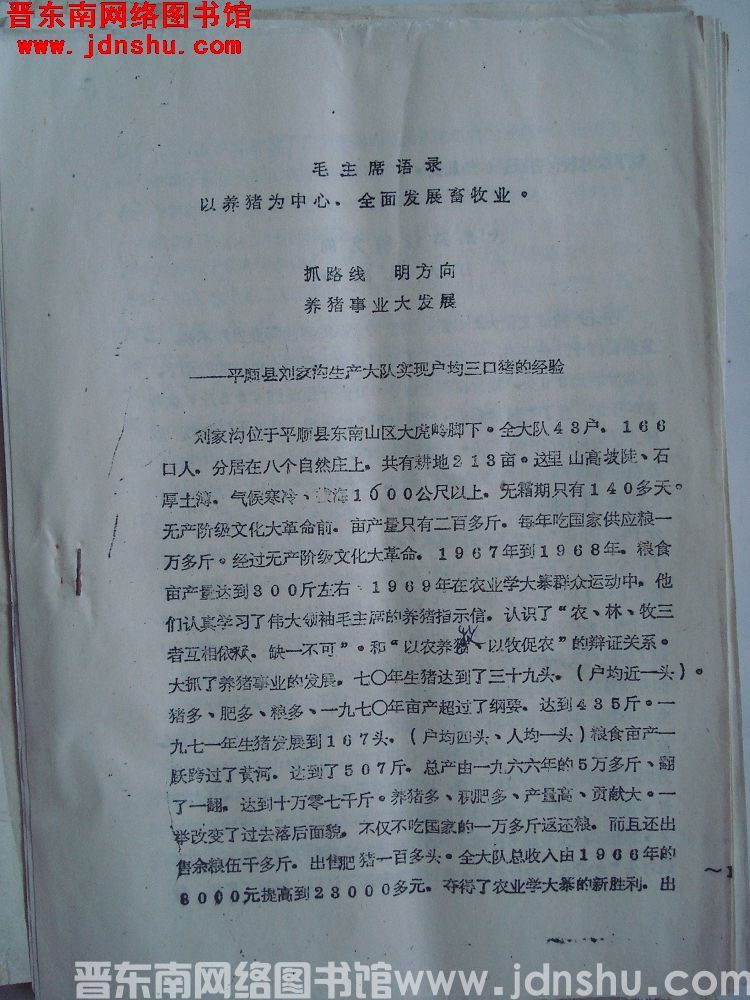 晋东南网络图书馆
www.jdnshu.com
毛主席语录
以养猪为中心，全面发展畜牧业。
抓路线 明方向
养猪事业大发展
——平顺县刘家沟生产大队实现户均三口猪的经验
刘家沟位于平顺县东南山区大虎岭脚下。全大队43户，166
口人，分居在八个自然庄上，共有耕地213亩。这里山高坡陡、石
厚土薄，气候寒冷、海1000公尺以上，无霜期只有140多天。
无产阶级文化大革命前，亩产量只有二百多斤，每年吃国家供应粮一
万多斤。经过无产阶级文化大革命，1967年到1968年，粮食
亩产量达到300斤左右，1969年在农业学大寨群众运动中，他
们认真学习了伟大领袖毛主席的养猪指示信，认识了“农、林、牧三
者互相依赖，缺一不可”。和“以农养牧，以牧促农”的辩证关系。
大抓了养猪事业的发展，七〇年生猪达到了三十九头，（户均近一头）。
猪多、肥多、粮多、一九七〇年亩产超过了纲要，达到435斤。一
九七一年生猪发展到167头，（户均四头、人均一头）粮食亩产一
跃跨过了黄河，达到了507斤，总产由一九六六年的5万多斤、翻
了一翻，达到十万零七千斤。养猪多、积肥多、产量高、贡献大。一
举改变了过去落后面貌，不仅不吃国家的一万多斤返还粮，而且还出
售余粮伍千多斤，出售肥猪一百多头。全大队总收入由1966年的
8000元提高到23000多元，夺得了农业学大寨的新胜利，出
～1
晋东南网络图书馆www.jdnshu.com